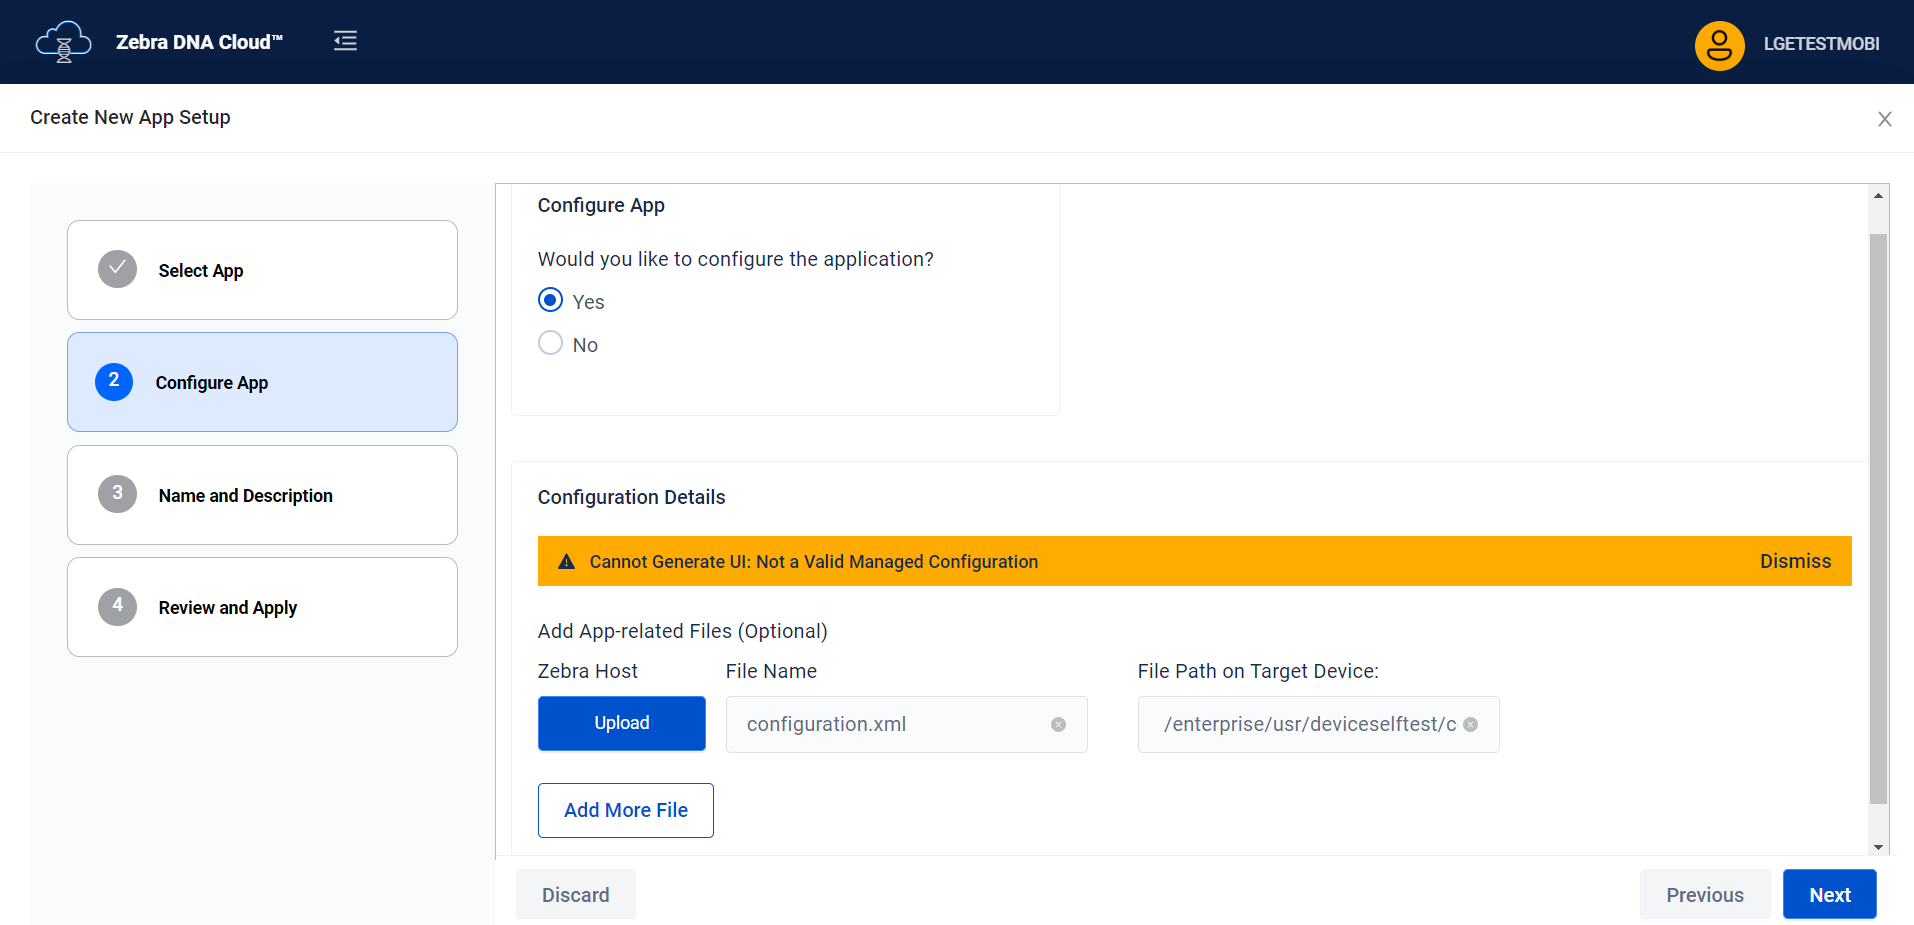 Zebra DNA Cloud™
LGETESTMOBI
Create New App Setup
Select App
2
Configure App
3
Name and Description
4
Review and Apply
Configure App
Would you like to configure the application?
Yes
No
Configuration Details
Cannot Generate UI: Not a Valid Managed Configuration
Dismiss
Add App-related Files (Optional)
Zebra Host
File Name
File Path on Target Device:
Upload
configuration.xml
/enterprise/usr/deviceselftest/c
Add More File
Discard
Previous
Next